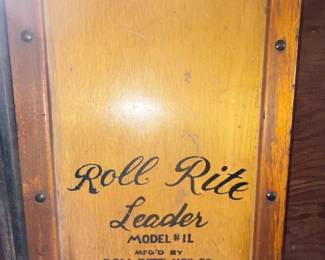 Roll Rite
Leader
MODEL #1L
MFG'D BY